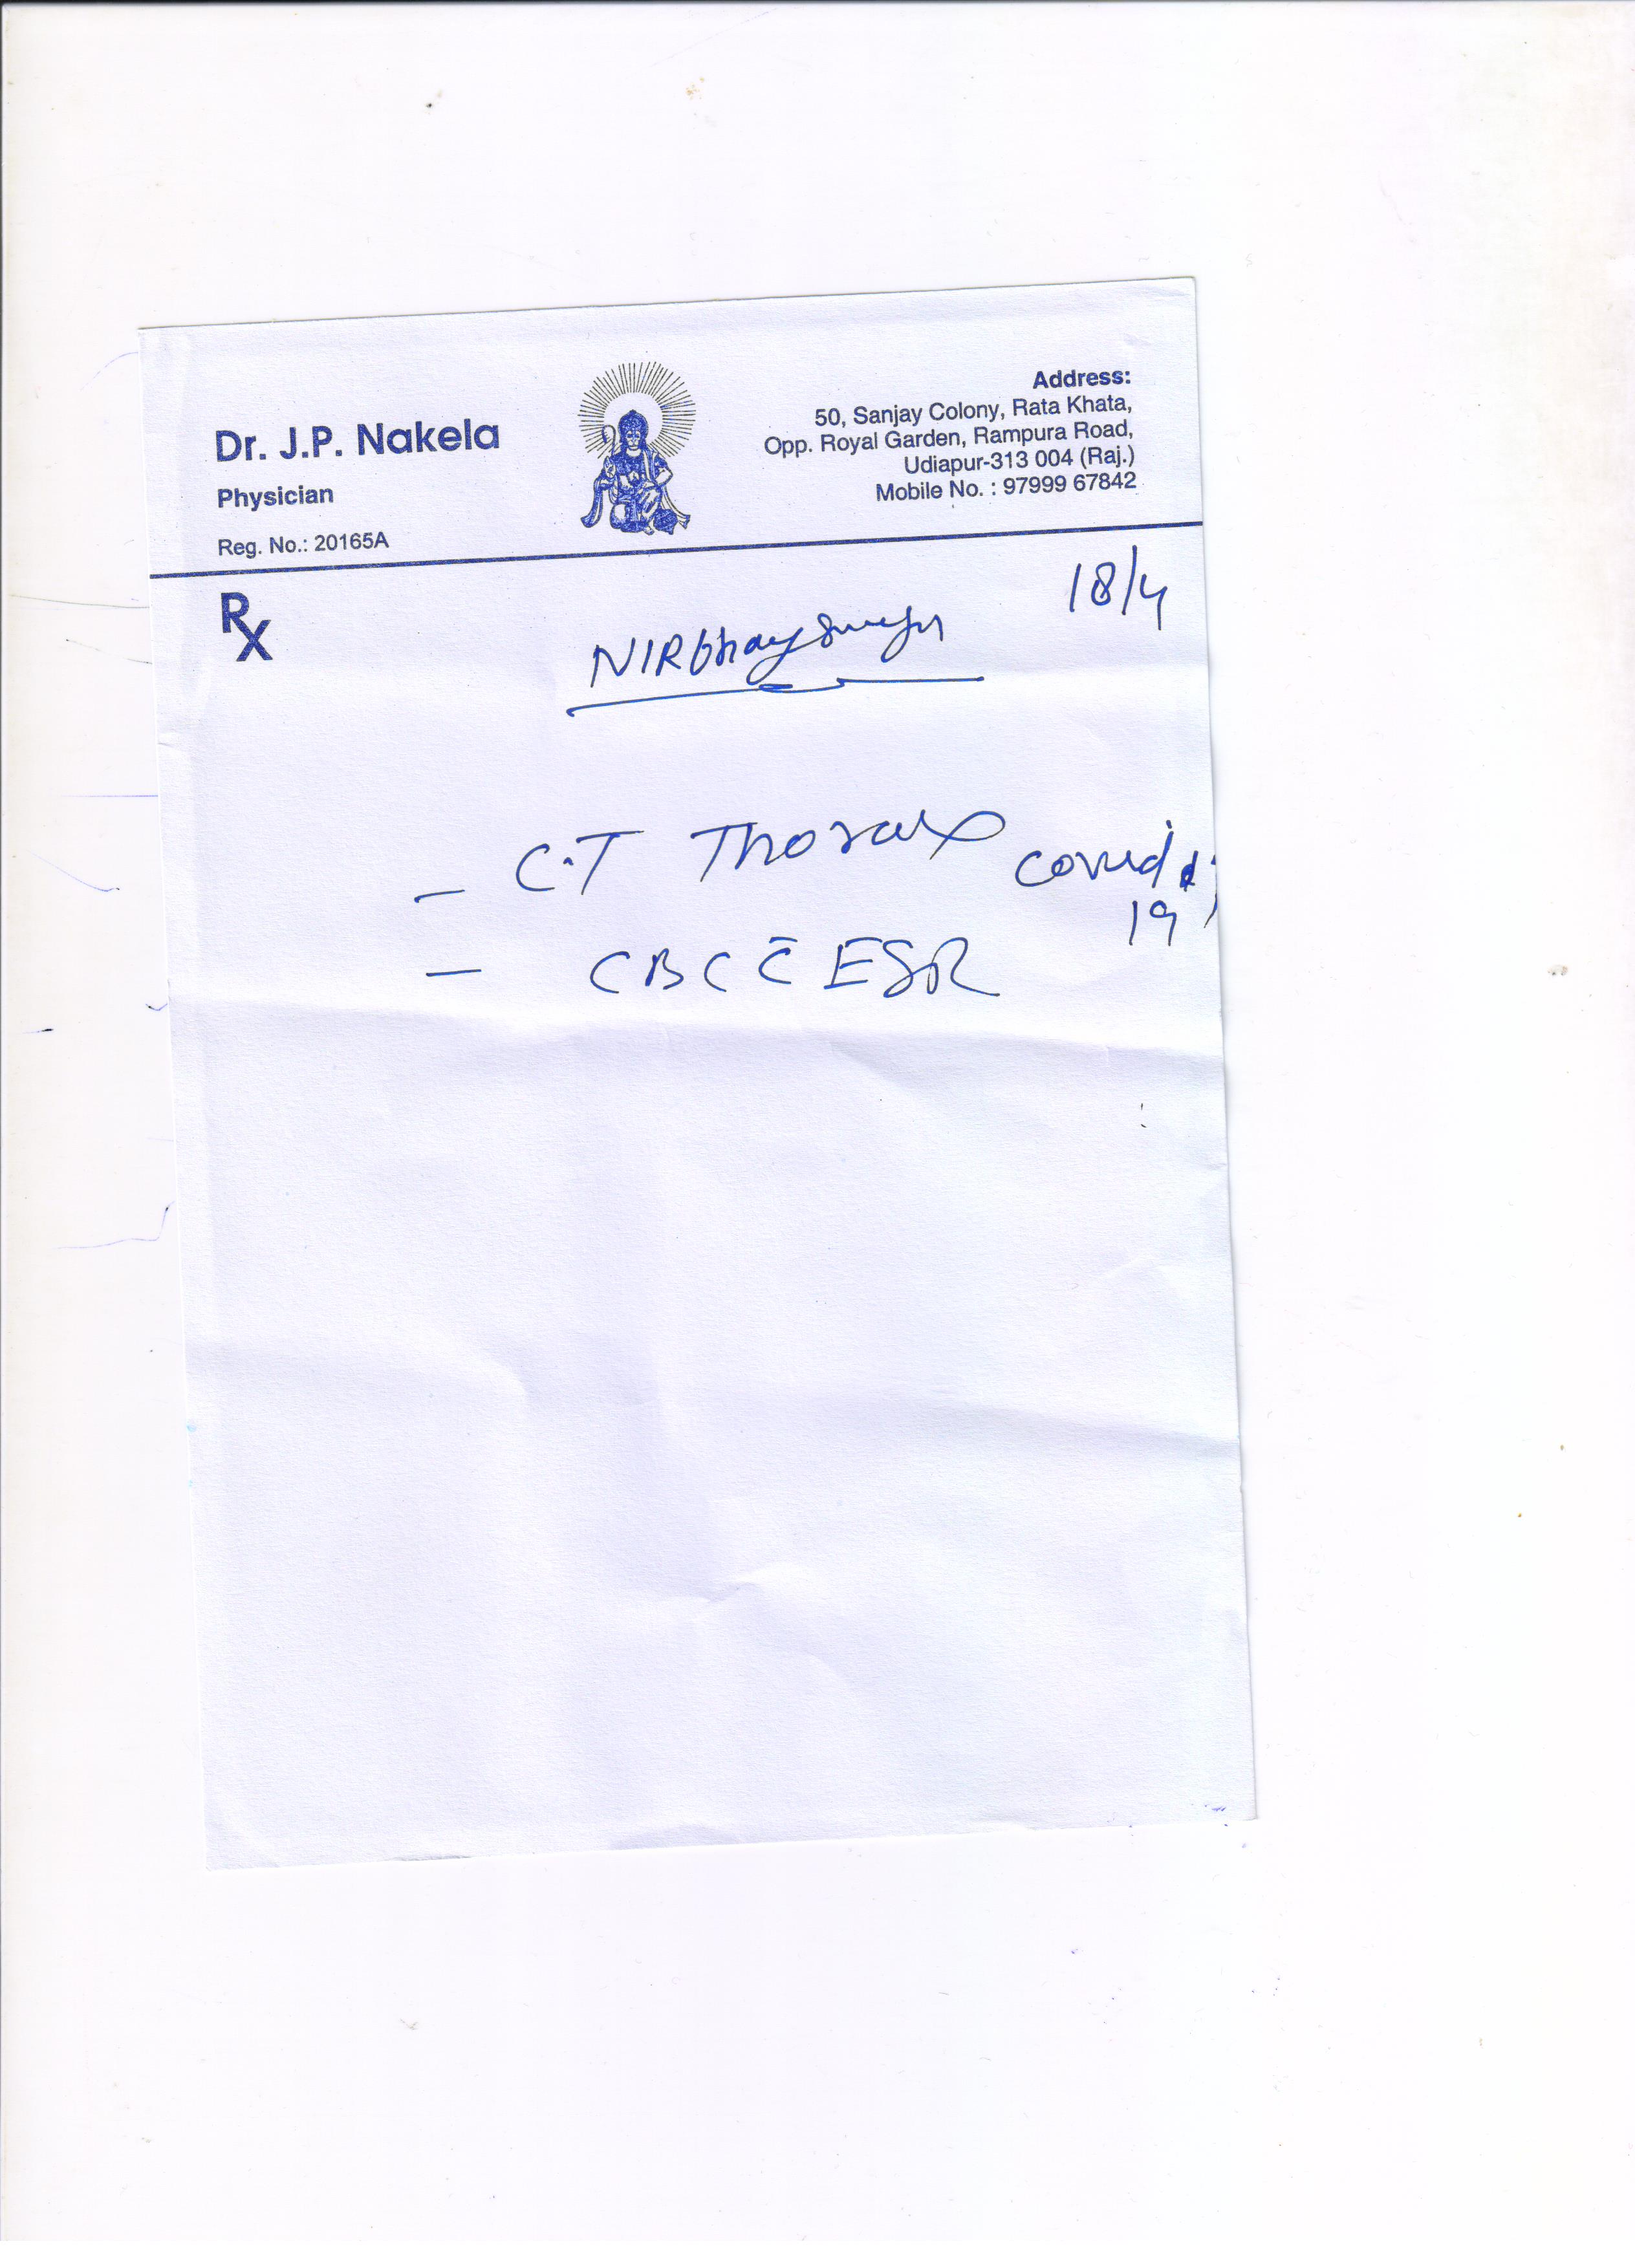 Dr. J.P. Nakela
Physician
Reg. No.: 20165A
Address:
50, Sanjay Colony, Rata Khata,
Opp. Royal Garden, Rampura Road,
Udiapur-313 004 (Raj.)
Mobile No. : 97999 67842
Rx
18/4
NIRbhay
- C.T Thorax
covid
19
- CBC c̄ ESR